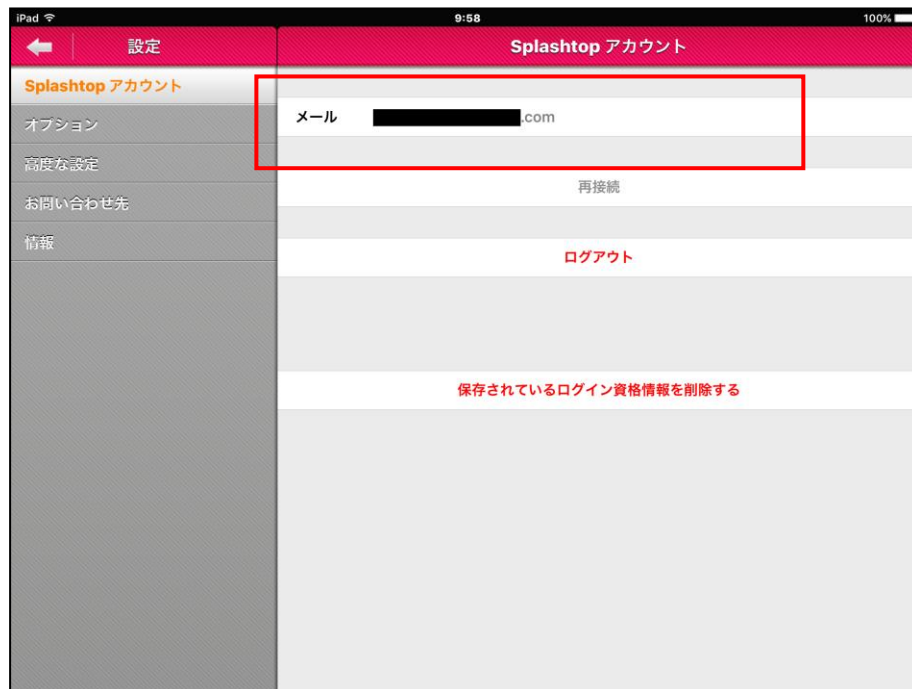 iPad 9:58 100%
設定
Splashtop アカウント
Splashtop アカウント
オプション
高度な設定
お問い合わせ先
情報
メール .com
再接続
ログアウト
保存されているログイン資格情報を削除する